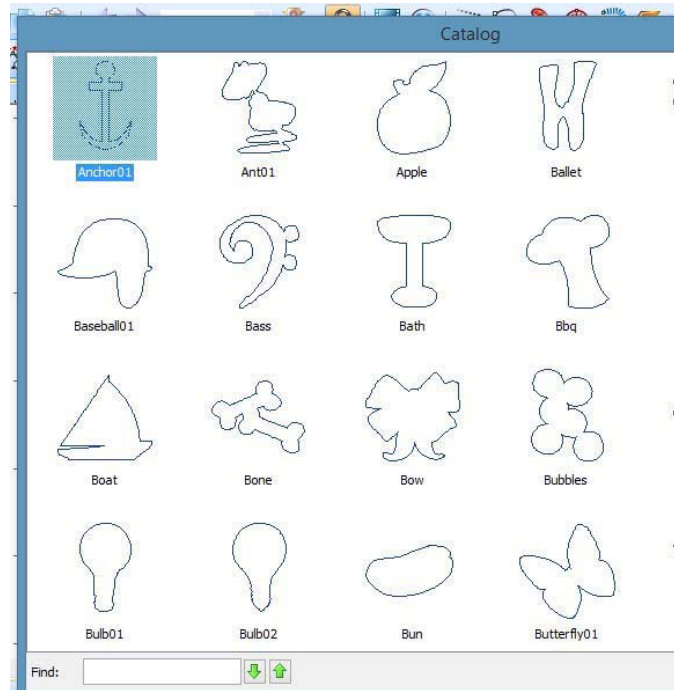 Catalog
Anchor01 Ant01 Apple Ballet
Baseball01 Bass Bath Bbq
Boat Bone Bow Bubbles
Bulb01 Bulb02 Bun Butterfly01
Find: